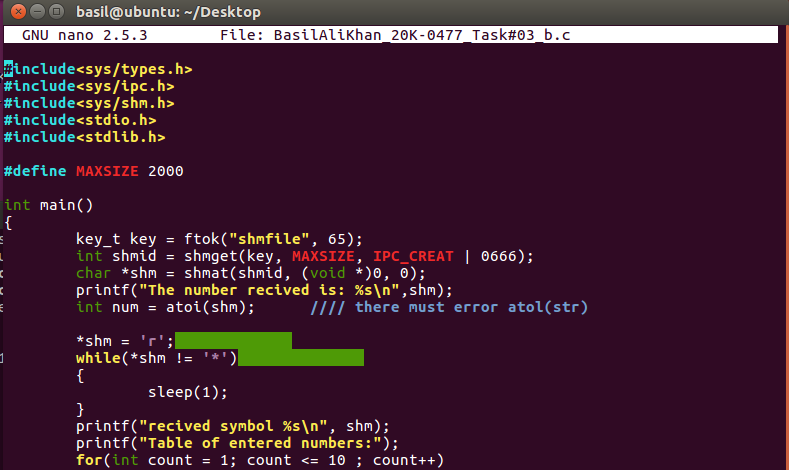 basil@ubuntu: ~/Desktop
GNU nano 2.5.3 File: BasilAliKhan_20K-0477_Task#03_b.c
#include<sys/types.h>
#include<sys/ipc.h>
#include<sys/shm.h>
#include<stdio.h>
#include<stdlib.h>
#define MAXSIZE 2000
int main()
{
key_t key = ftok("shmfile", 65);
int shmid = shmget(key, MAXSIZE, IPC_CREAT | 0666);
char *shm = shmat(shmid, (void *)0, 0);
printf("The number recived is: %s\n",shm);
int num = atoi(shm); //// there must error atol(str)
*shm = 'r';
while(*shm != '*')
{
sleep(1);
}
printf("recived symbol %s\n", shm);
printf("Table of entered numbers:");
for(int count = 1; count <= 10 ; count++)